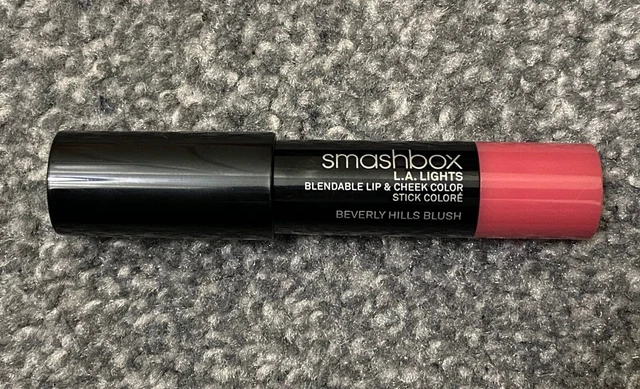 smashbox
L.A. LIGHTS
BLENDABLE LIP & CHEEK COLOR
STICK COLORÉ
BEVERLY HILLS BLUSH